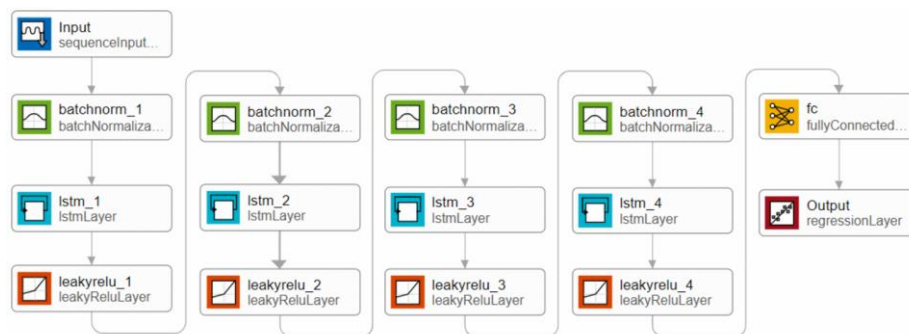 Input
sequenceInput...
batchnorm_1
batchNormaliza...
lstm_1
lstmLayer
leakyrelu_1
leakyReluLayer
batchnorm_2
batchNormaliza...
lstm_2
lstmLayer
leakyrelu_2
leakyReluLayer
batchnorm_3
batchNormaliza...
lstm_3
lstmLayer
leakyrelu_3
leakyReluLayer
batchnorm_4
batchNormaliza...
lstm_4
lstmLayer
leakyrelu_4
leakyReluLayer
fc
fullyConnected...
Output
regressionLayer